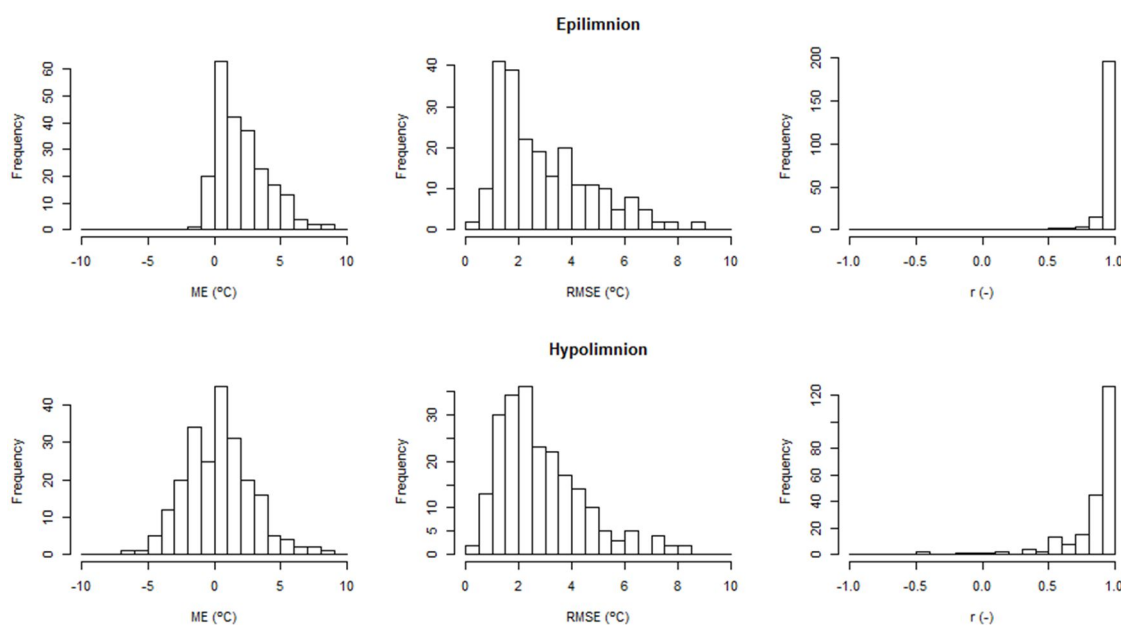 Epilimnion
Frequency
0 10 20 30 40 50 60
-10 -5 0 5 10
ME (ºC)
Frequency
0 10 20 30 40
0 2 4 6 8 10
RMSE (ºC)
Frequency
0 50 100 150 200
-1.0 -0.5 0.0 0.5 1.0
r (-)
Hypolimnion
Frequency
0 10 20 30 40
-10 -5 0 5 10
ME (ºC)
Frequency
0 5 10 20 30
0 2 4 6 8 10
RMSE (ºC)
Frequency
0 20 40 60 80 120
-1.0 -0.5 0.0 0.5 1.0
r (-)